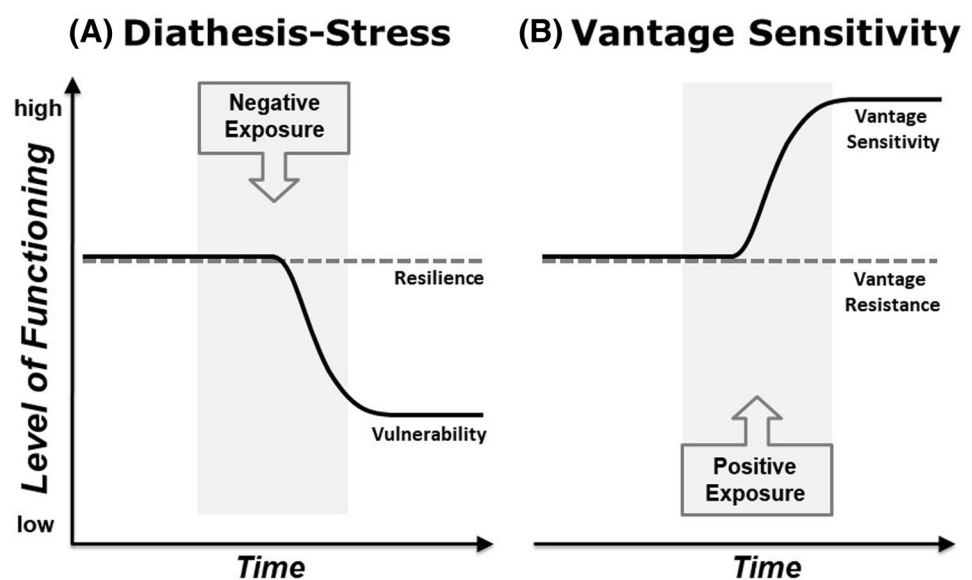 (A) Diathesis-Stress
high
Negative
Exposure
Resilience
Vulnerability
Level of Functioning
low
Time
(B) Vantage Sensitivity
Vantage
Sensitivity
Vantage
Resistance
Positive
Exposure
Time